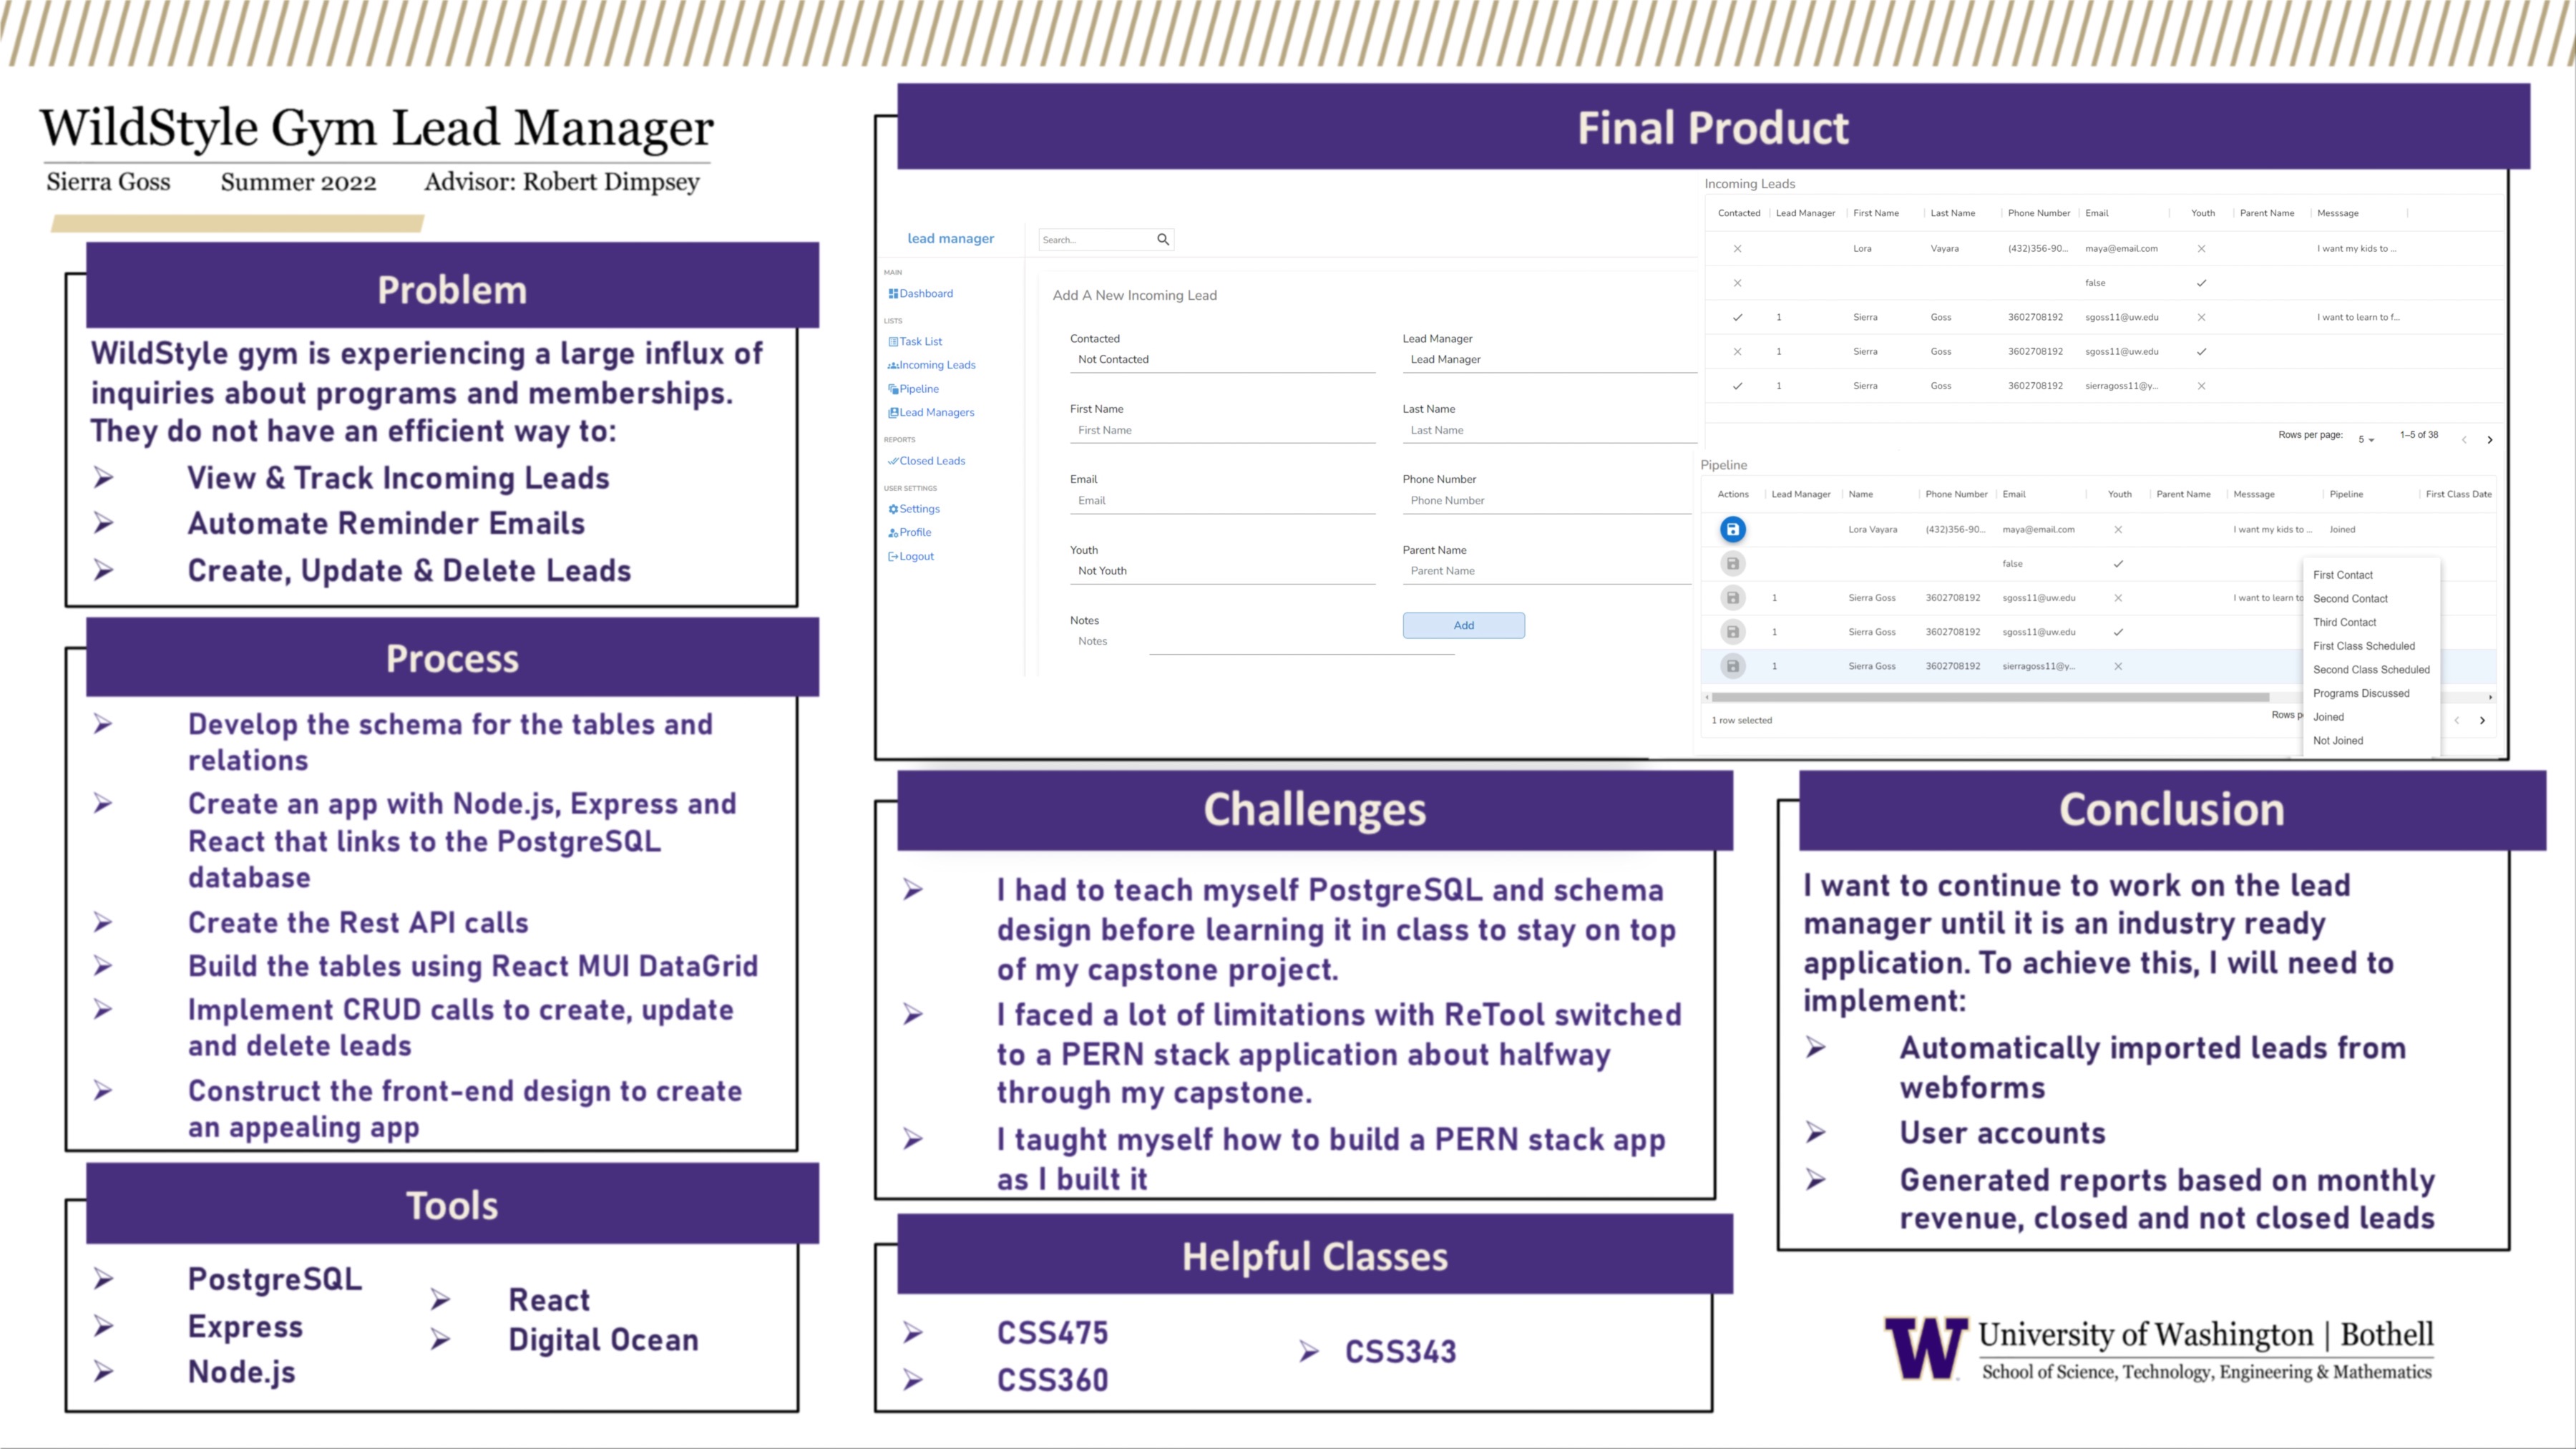 WildStyle Gym Lead Manager
Sierra Goss Summer 2022 Advisor: Robert Dimpsey
Problem
WildStyle gym is experiencing a large influx of
inquiries about programs and memberships.
They do not have an efficient way to:
View & Track Incoming Leads
Automate Reminder Emails
Create, Update & Delete Leads
Process
Develop the schema for the tables and
relations
Create an app with Node.js, Express and
React that links to the PostgreSQL
database
Create the Rest API calls
Build the tables using React MUI DataGrid
Implement CRUD calls to create, update
and delete leads
Construct the front-end design to create
an appealing app
Tools
PostgreSQL
Express
Node.js
React
Digital Ocean
Final Product
lead manager
Search...
MAIN
Dashboard
LISTS
Task List
Incoming Leads
Pipeline
Lead Managers
REPORTS
Closed Leads
USER SETTINGS
Settings
Profile
Logout
Add A New Incoming Lead
Contacted Lead Manager
Not Contacted Lead Manager
First Name Last Name
First Name Last Name
Email Phone Number
Email Phone Number
Youth Parent Name
Not Youth Parent Name
Notes
Notes
Add
Incoming Leads
Contacted Lead Manager First Name Last Name Phone Number Email Youth Parent Name Messsage
Lora Vayara (432)356-90... maya@email.com I want my kids to ...
false
1 Sierra Goss 3602708192 sgoss11@uw.edu I want to learn to f...
1 Sierra Goss 3602708192 sgoss11@uw.edu
1 Sierra Goss 3602708192 sierragoss11@y...
Rows per page: 5 1–5 of 38
Pipeline
Actions Lead Manager Name Phone Number Email Youth Parent Name Messsage Pipeline First Class Date
Lora Vayara (432)356-90... maya@email.com I want my kids to ... Joined
false
1 Sierra Goss 3602708192 sgoss11@uw.edu I want to learn to
1 Sierra Goss 3602708192 sgoss11@uw.edu
1 Sierra Goss 3602708192 sierragoss11@y...
1 row selected Rows p
First Contact
Second Contact
Third Contact
First Class Scheduled
Second Class Scheduled
Programs Discussed
Joined
Not Joined
Challenges
I had to teach myself PostgreSQL and schema
design before learning it in class to stay on top
of my capstone project.
I faced a lot of limitations with ReTool switched
to a PERN stack application about halfway
through my capstone.
I taught myself how to build a PERN stack app
as I built it
Helpful Classes
CSS475
CSS360
CSS343
Conclusion
I want to continue to work on the lead
manager until it is an industry ready
application. To achieve this, I will need to
implement:
Automatically imported leads from
webforms
User accounts
Generated reports based on monthly
revenue, closed and not closed leads
W University of Washington | Bothell
School of Science, Technology, Engineering & Mathematics